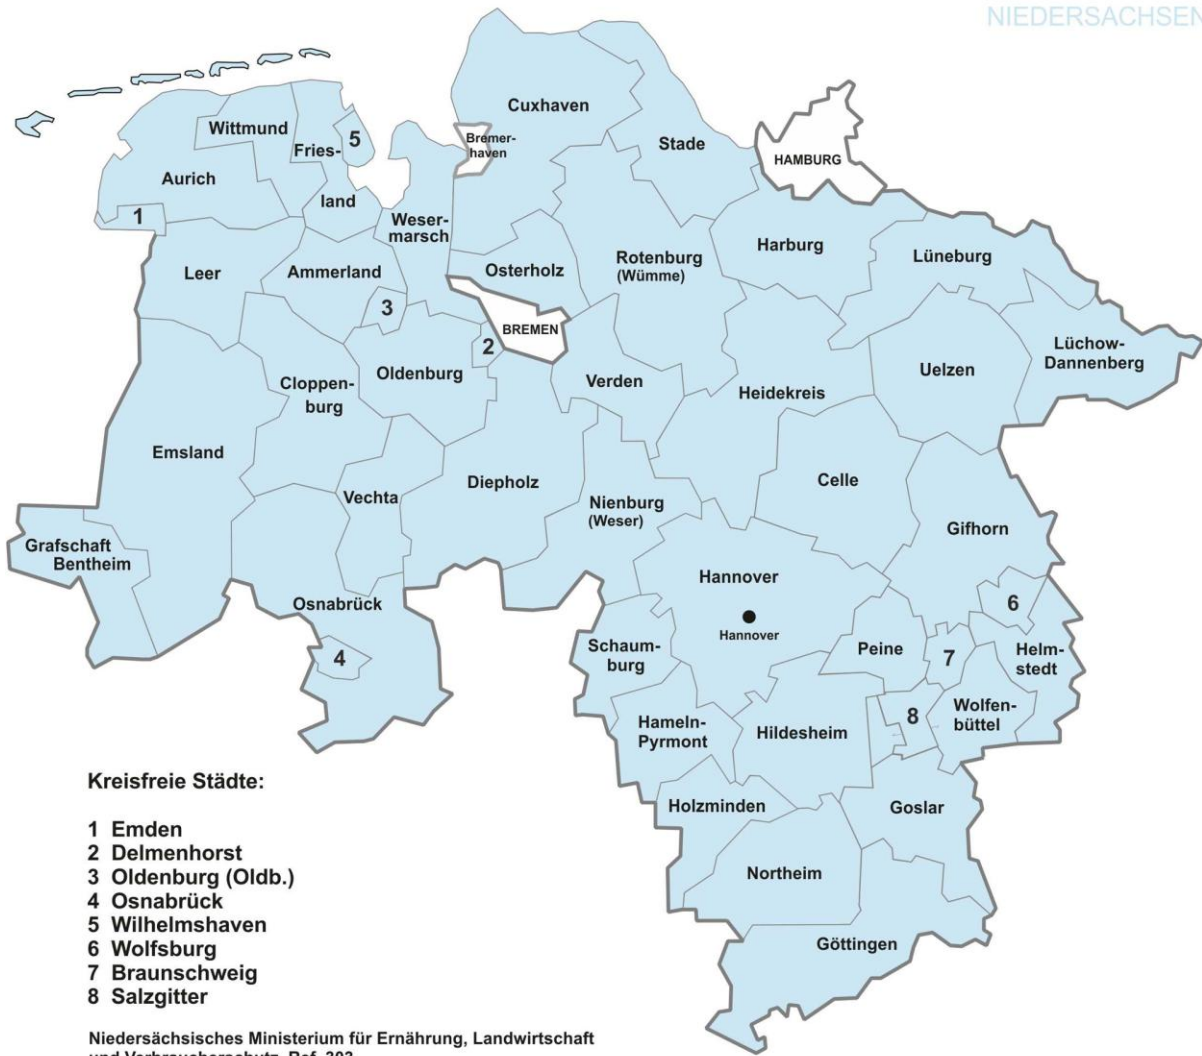 NIEDERSACHSEN
Cuxhaven
Wittmund
Fries-
land
5
Bremer-
haven
Stade
HAMBURG
Aurich
1
Weser-
marsch
Leer
Ammerland
Osterholz
Rotenburg
(Wümme)
Harburg
Lüneburg
3
BREMEN
2
Oldenburg
Cloppen-
burg
Verden
Heidekreis
Uelzen
Lüchow-
Dannenberg
Emsland
Vechta
Diepholz
Nienburg
(Weser)
Celle
Gifhorn
Grafschaft
Bentheim
Hannover
Hannover
Osnabrück
4
Schaum-
burg
Peine
6
7
Helm-
stedt
8
Wolfen-
büttel
Hameln-
Pyrmont
Hildesheim
Holzminden
Goslar
Northeim
Göttingen
Kreisfreie Städte:
1 Emden
2 Delmenhorst
3 Oldenburg (Oldb.)
4 Osnabrück
5 Wilhelmshaven
6 Wolfsburg
7 Braunschweig
8 Salzgitter
Niedersächsisches Ministerium für Ernährung, Landwirtschaft
und Verbraucherschutz, Ref. 303